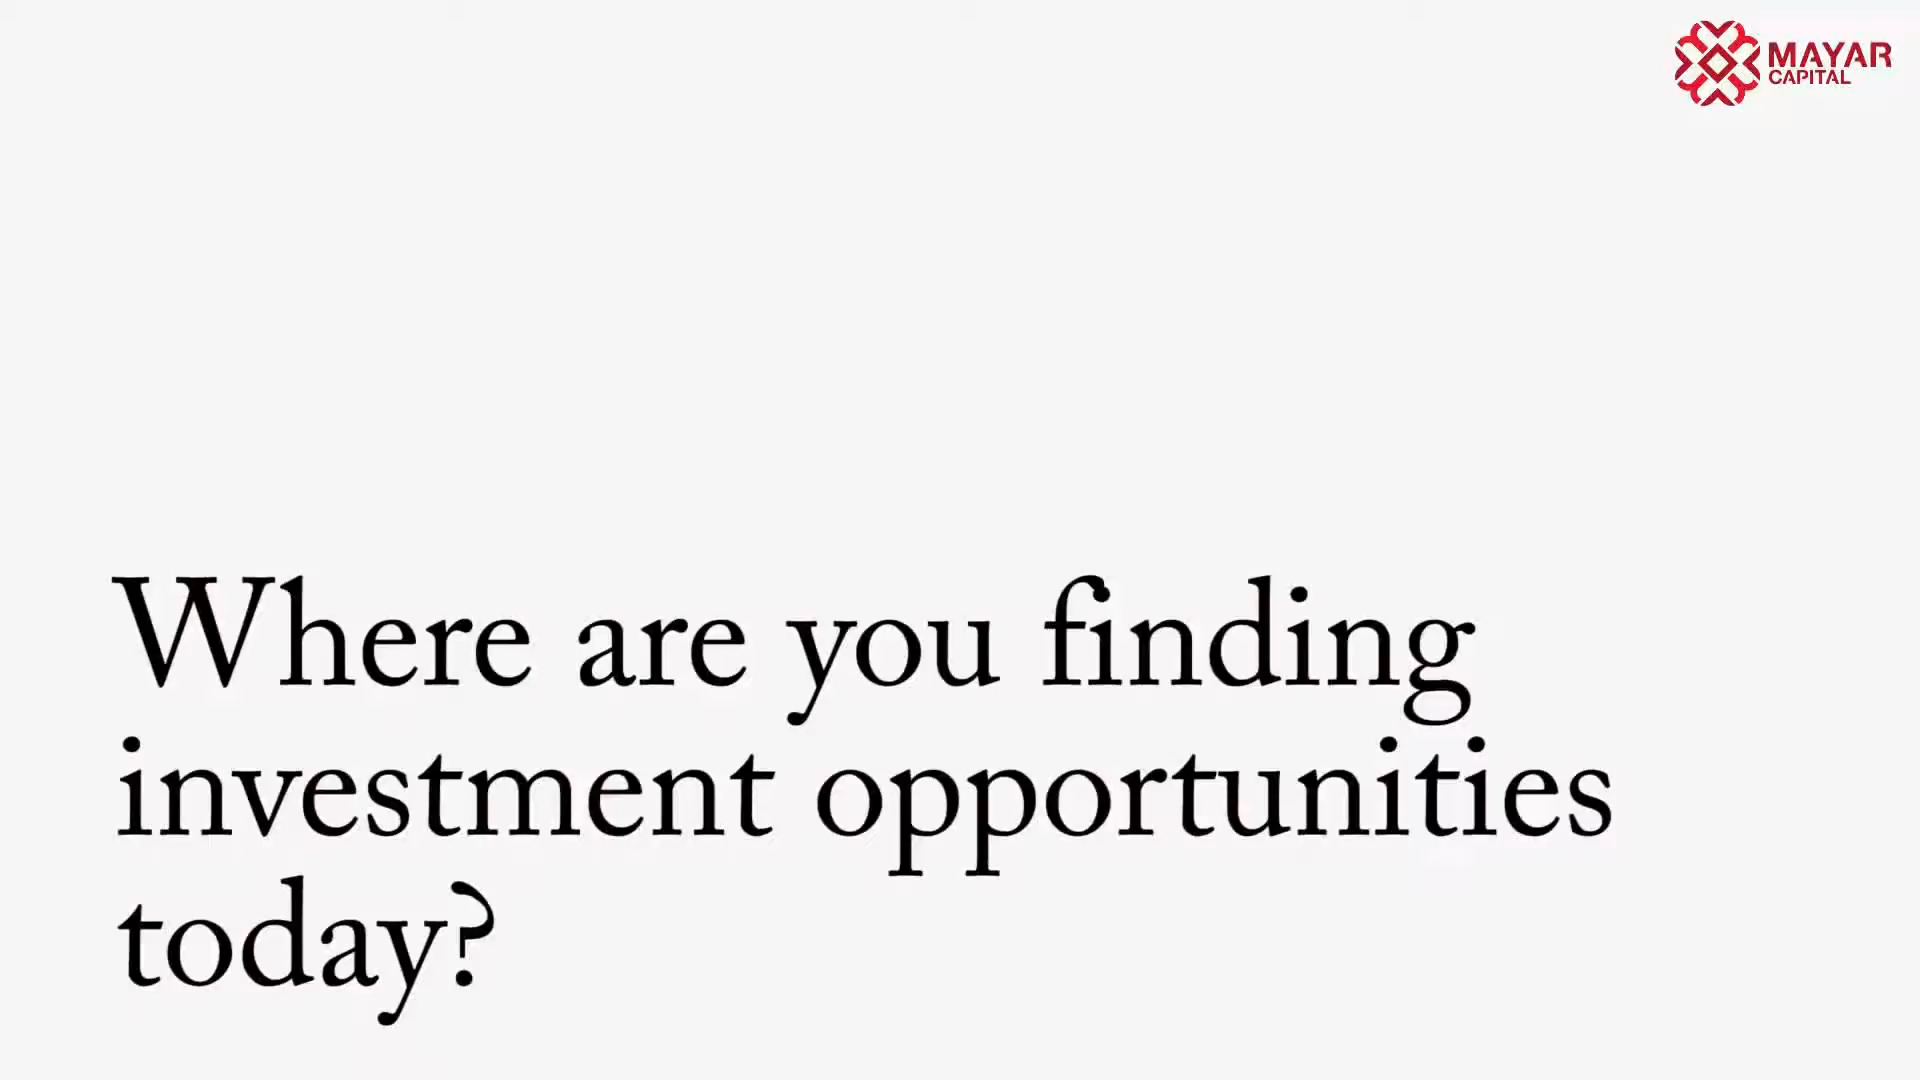 MAYAR
CAPITAL
Where are you finding
investment opportunities
today?